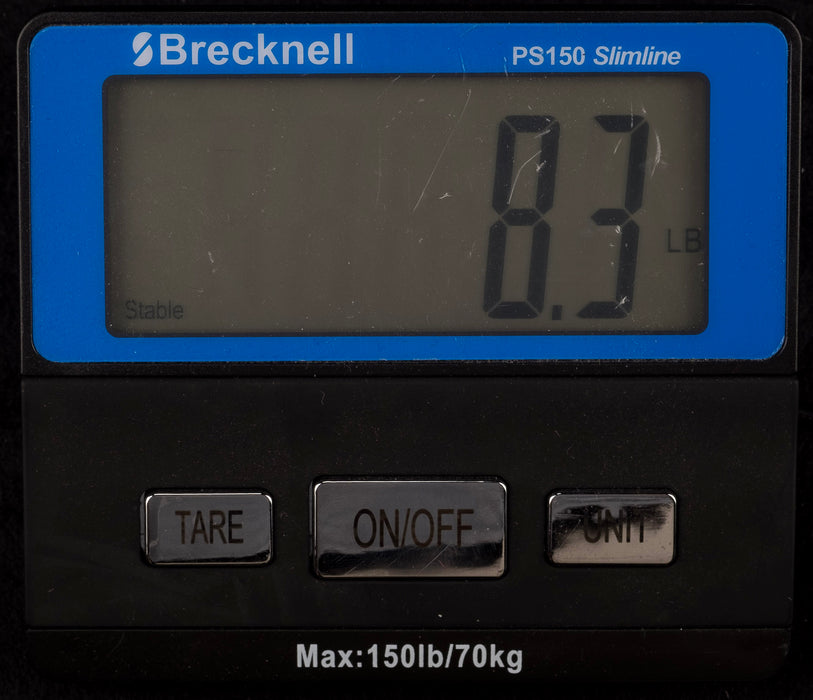 Brecknell
PS150 Slimline
8.3
LB
Stable
TARE
ON/OFF
UNIT
Max:150lb/70kg